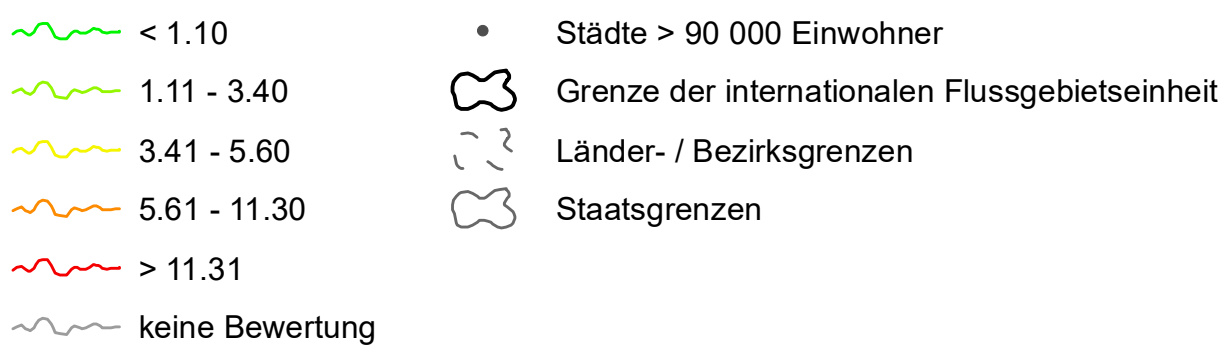 < 1.10
1.11 - 3.40
3.41 - 5.60
5.61 - 11.30
> 11.31
keine Bewertung
Städte > 90 000 Einwohner
Grenze der internationalen Flussgebietseinheit
Länder- / Bezirksgrenzen
Staatsgrenzen